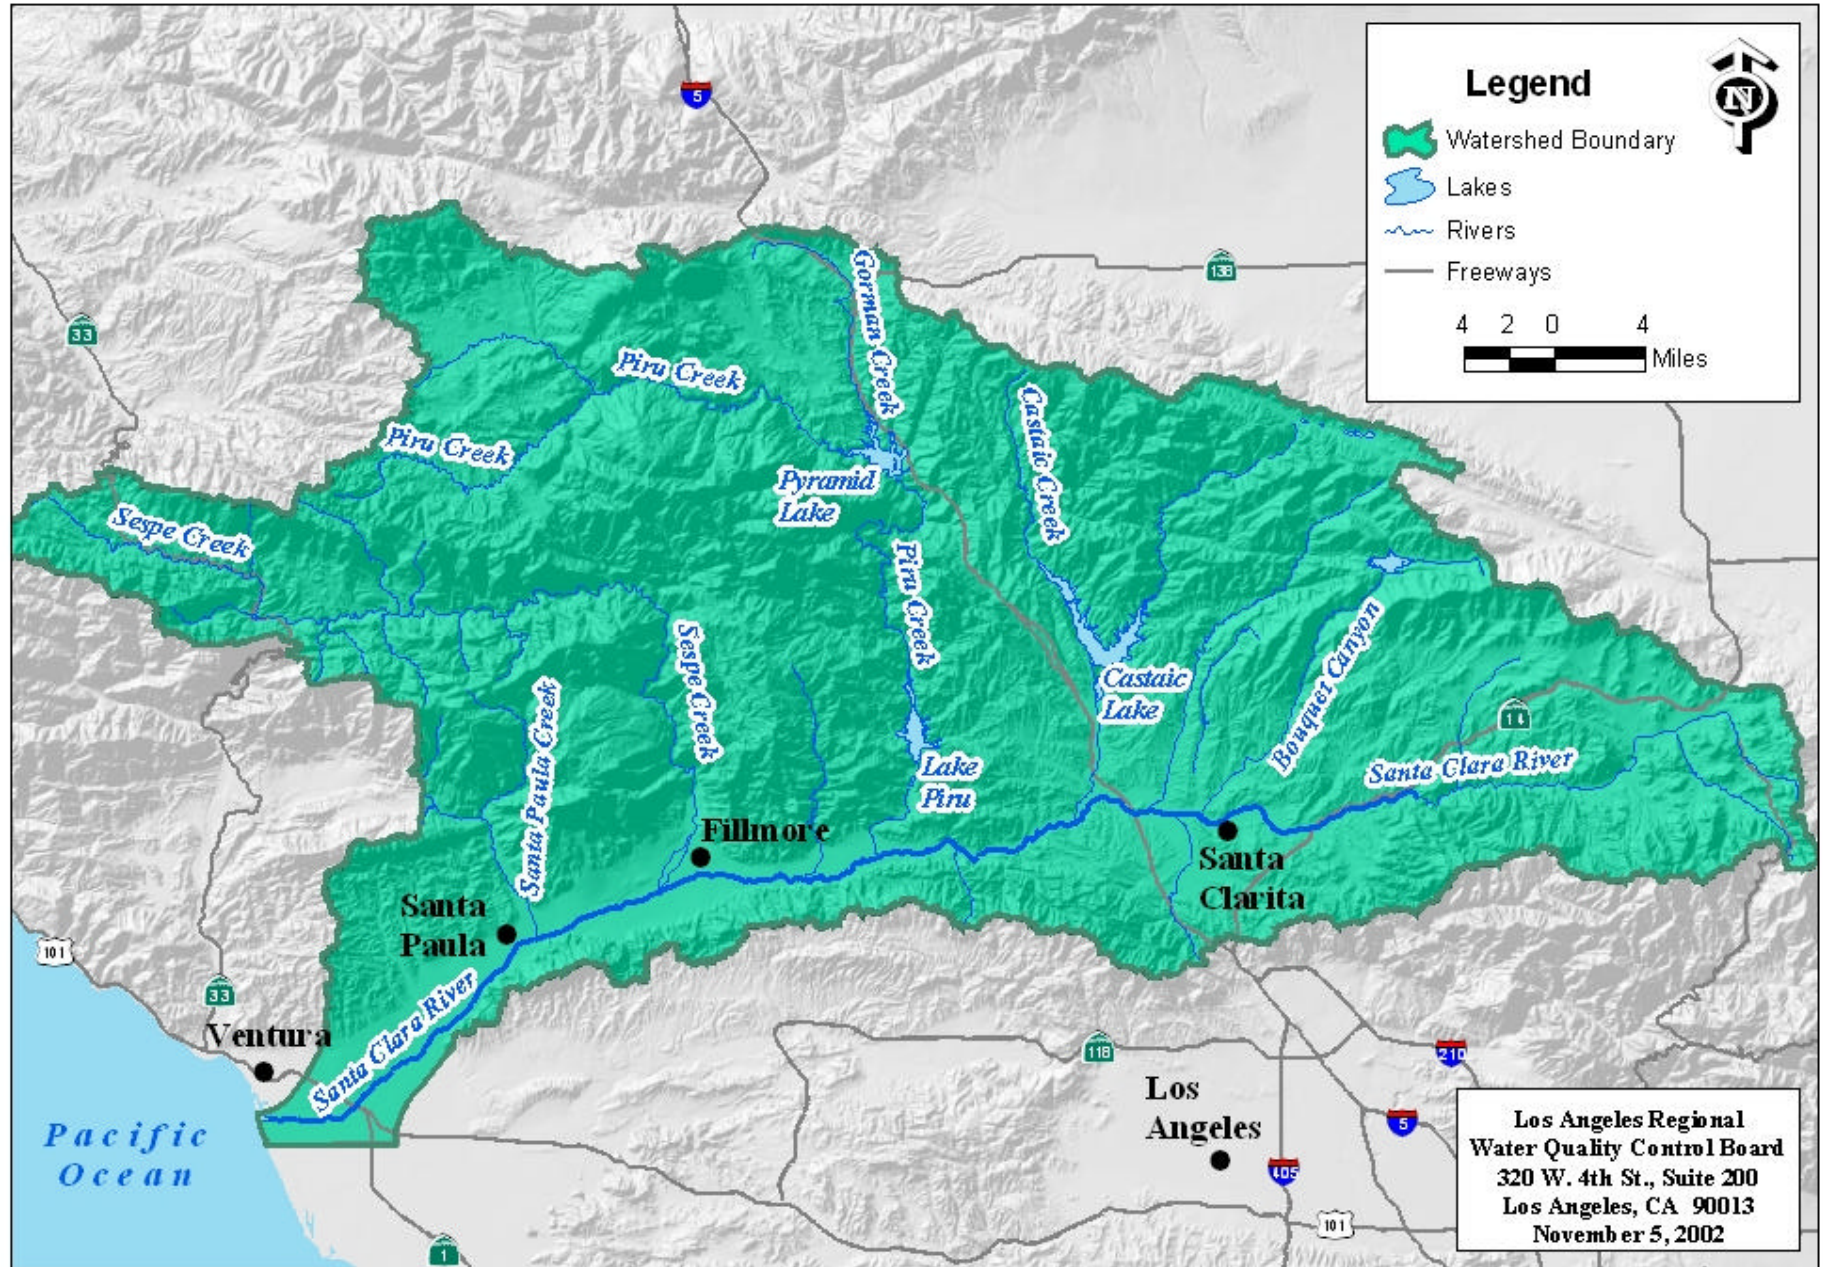 5
Legend
N
Watershed Boundary
Lakes
Rivers
Freeways
4 2 0 4
Miles
138
33
Gorman Creek
Piru Creek
Piru Creek
Castaic Creek
Pyramid
Lake
Sespe Creek
Piru Creek
Bouquet Canyon
Sespe Creek
Castaic
Lake
Santa Paula Creek
14
Santa Clara River
Lake
Piru
Fillmore
Santa
Clarita
Santa
Paula
101
33
Santa Clara River
Ventura
118
210
Los
Angeles
5
Pacific
Ocean
405
101
1
Los Angeles Regional
Water Quality Control Board
320 W. 4th St., Suite 200
Los Angeles, CA 90013
November 5, 2002